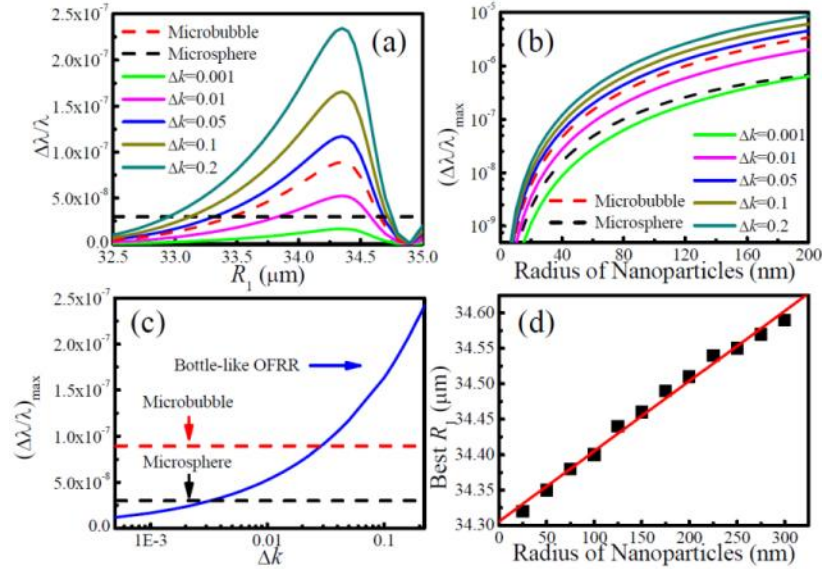 2.5x10⁻⁷
2.0x10⁻⁷
1.5x10⁻⁷
1.0x10⁻⁷
5.0x10⁻⁸
0.0
Δλ/λ
Microbubble
Microsphere
Δk=0.001
Δk=0.01
Δk=0.05
Δk=0.1
Δk=0.2
(a)
32.5 33.0 33.5 34.0 34.5 35.0
R₁ (μm)
(b)
10⁻⁵
10⁻⁶
10⁻⁷
10⁻⁸
10⁻⁹
(Δλ/λ)max
Δk=0.001
Δk=0.01
Δk=0.05
Δk=0.1
Δk=0.2
Microbubble
Microsphere
0 40 80 120 160 200
Radius of Nanoparticles (nm)
2.5x10⁻⁷
2.0x10⁻⁷
1.5x10⁻⁷
1.0x10⁻⁷
5.0x10⁻⁸
0.0
(Δλ/λ)max
(c)
Bottle-like OFRR
Microbubble
Microsphere
1E-3 0.01 0.1
Δk
34.60
34.55
34.50
34.45
34.40
34.35
34.30
Best R₁ (μm)
(d)
0 50 100 150 200 250 300
Radius of Nanoparticles (nm)